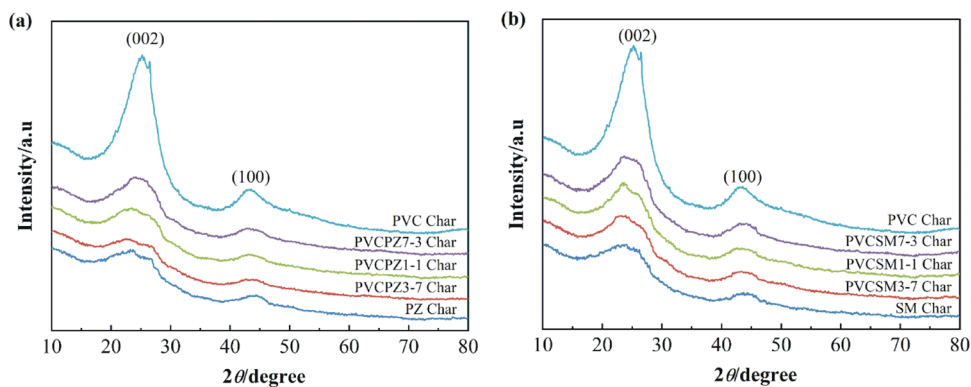 (a)
(002)
(100)
Intensity/a.u
PVC Char
PVCPZ7-3 Char
PVCPZ1-1 Char
PVCPZ3-7 Char
PZ Char
10 20 30 40 50 60 70 80
2θ/degree
(b)
(002)
(100)
Intensity/a.u
PVC Char
PVCSM7-3 Char
PVCSM1-1 Char
PVCSM3-7 Char
SM Char
10 20 30 40 50 60 70 80
2θ/degree